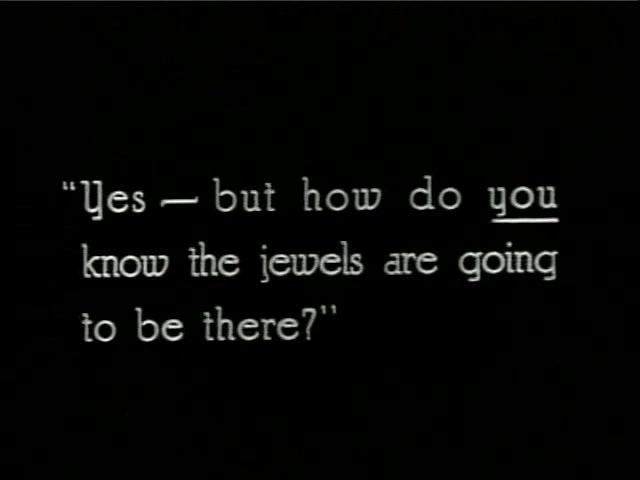 “Yes — but how do you
know the jewels are going
to be there?”